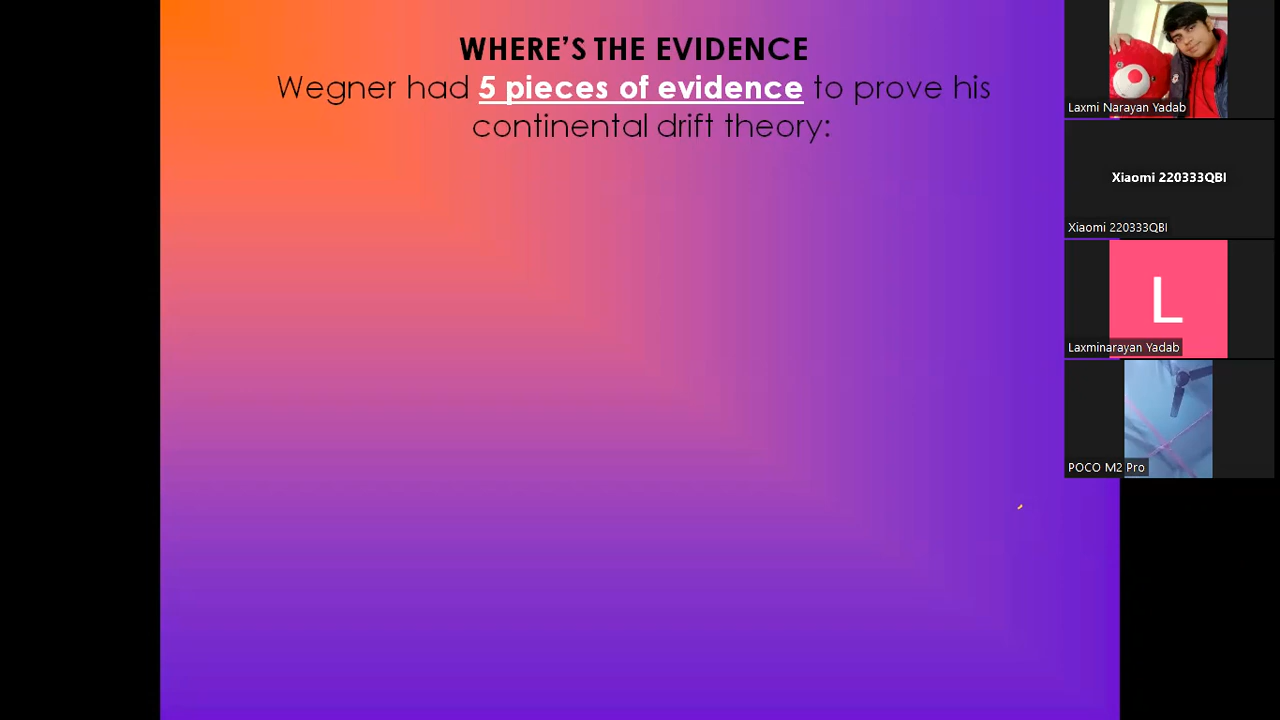 WHERE’S THE EVIDENCE
Wegner had 5 pieces of evidence to prove his
continental drift theory:
Laxmi Narayan Yadab
Xiaomi 220333QBI
Xiaomi 220333QBI
L
Laxminarayan Yadab
POCO M2 Pro